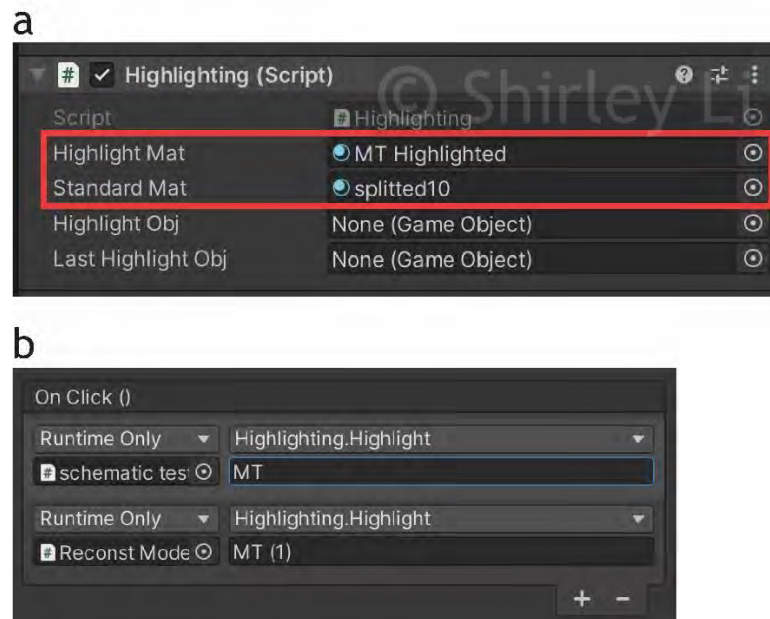 a
# Highlighting (Script)
© Shirley Li
Script # Highlighting
Highlight Mat MT Highlighted
Standard Mat splitted10
Highlight Obj None (Game Object)
Last Highlight Obj None (Game Object)
b
On Click ()
Runtime Only Highlighting.Highlight
# schematic tes MT
Runtime Only Highlighting.Highlight
# Reconst Mode MT (1)
+ -